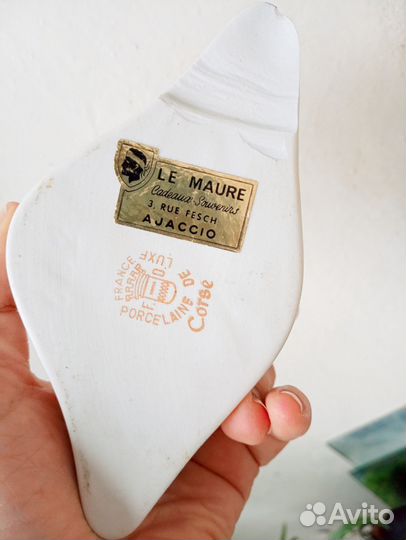 LE MAURE
Cadeaux Souvenirs
3, RUE FESCH
AJACCIO
FRANCE
F. D.
PORCELAINE DE LUXE
Corse
Avito